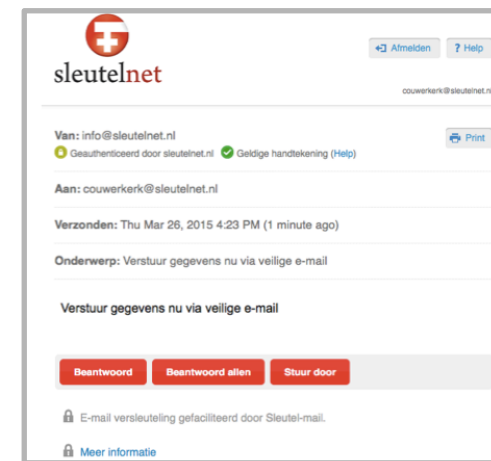 Afmelden ? Help
sleutelnet
couwerkerk@sleutelnet.n
Van: info@sleutelnet.nl
Print
Geauthenticeerd door sleutelnet.nl Geldige handtekening (Help)
Aan: couwerkerk@sleutelnet.nl
Verzonden: Thu Mar 26, 2015 4:23 PM (1 minute ago)
Onderwerp: Verstuur gegevens nu via veilige e-mail
Verstuur gegevens nu via veilige e-mail
Beantwoord Beantwoord allen Stuur door
E-mail versleuteling gefaciliteerd door Sleutel-mail.
Meer informatie